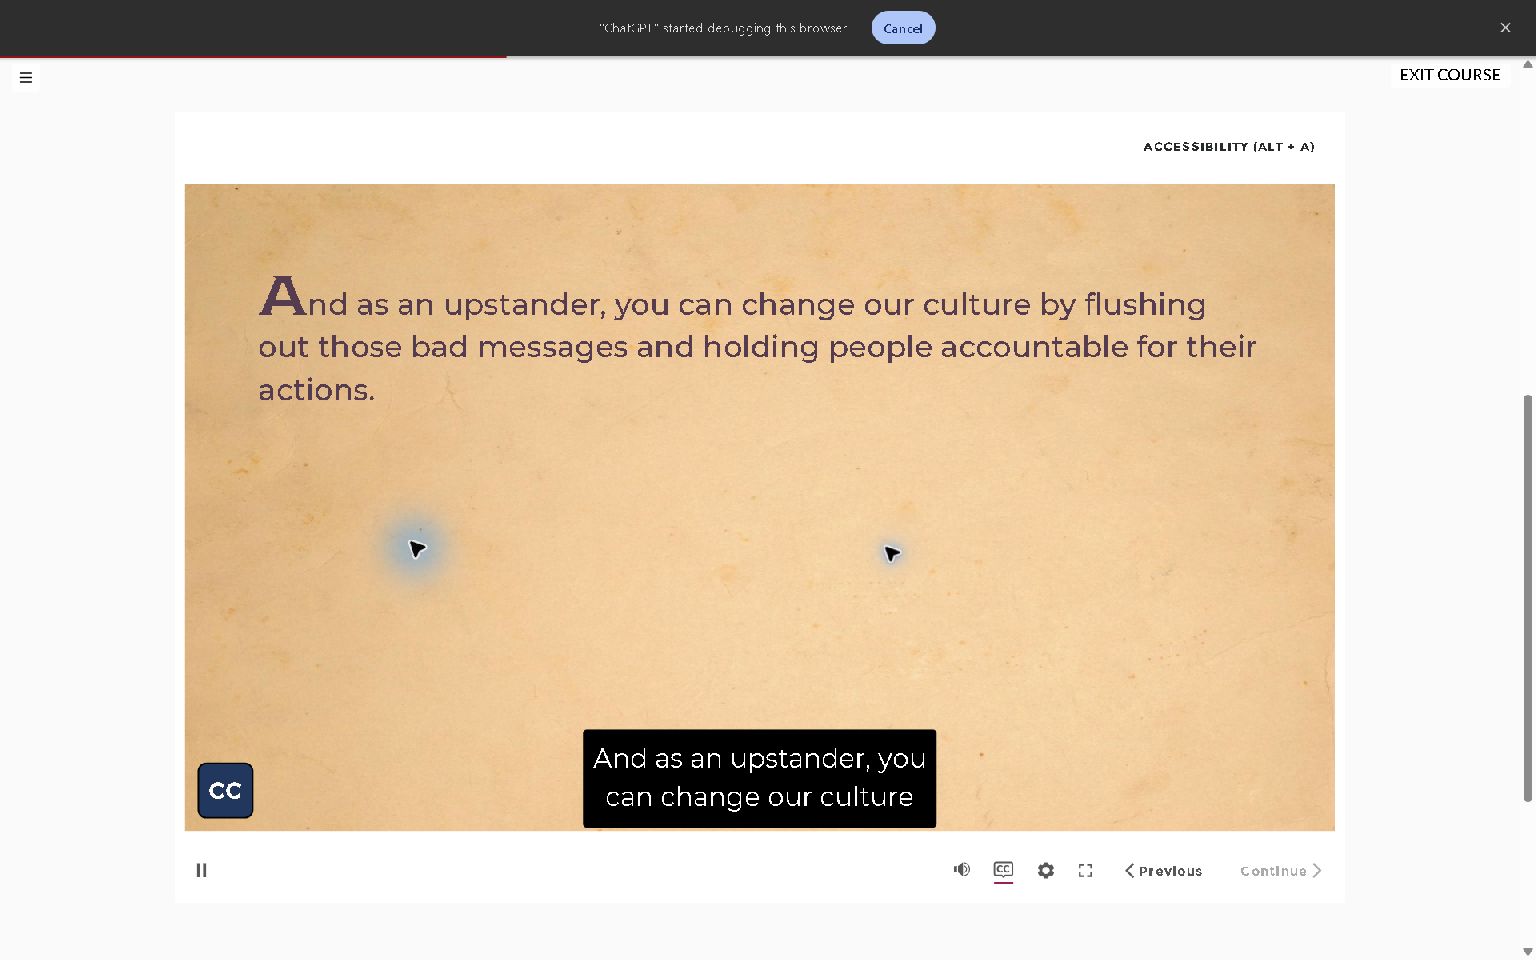 "ChatGPT" started debugging this browser
Cancel
EXIT COURSE
ACCESSIBILITY (ALT + A)
And as an upstander, you can change our culture by flushing
out those bad messages and holding people accountable for their
actions.
And as an upstander, you
can change our culture
CC
CC
Previous
Continue